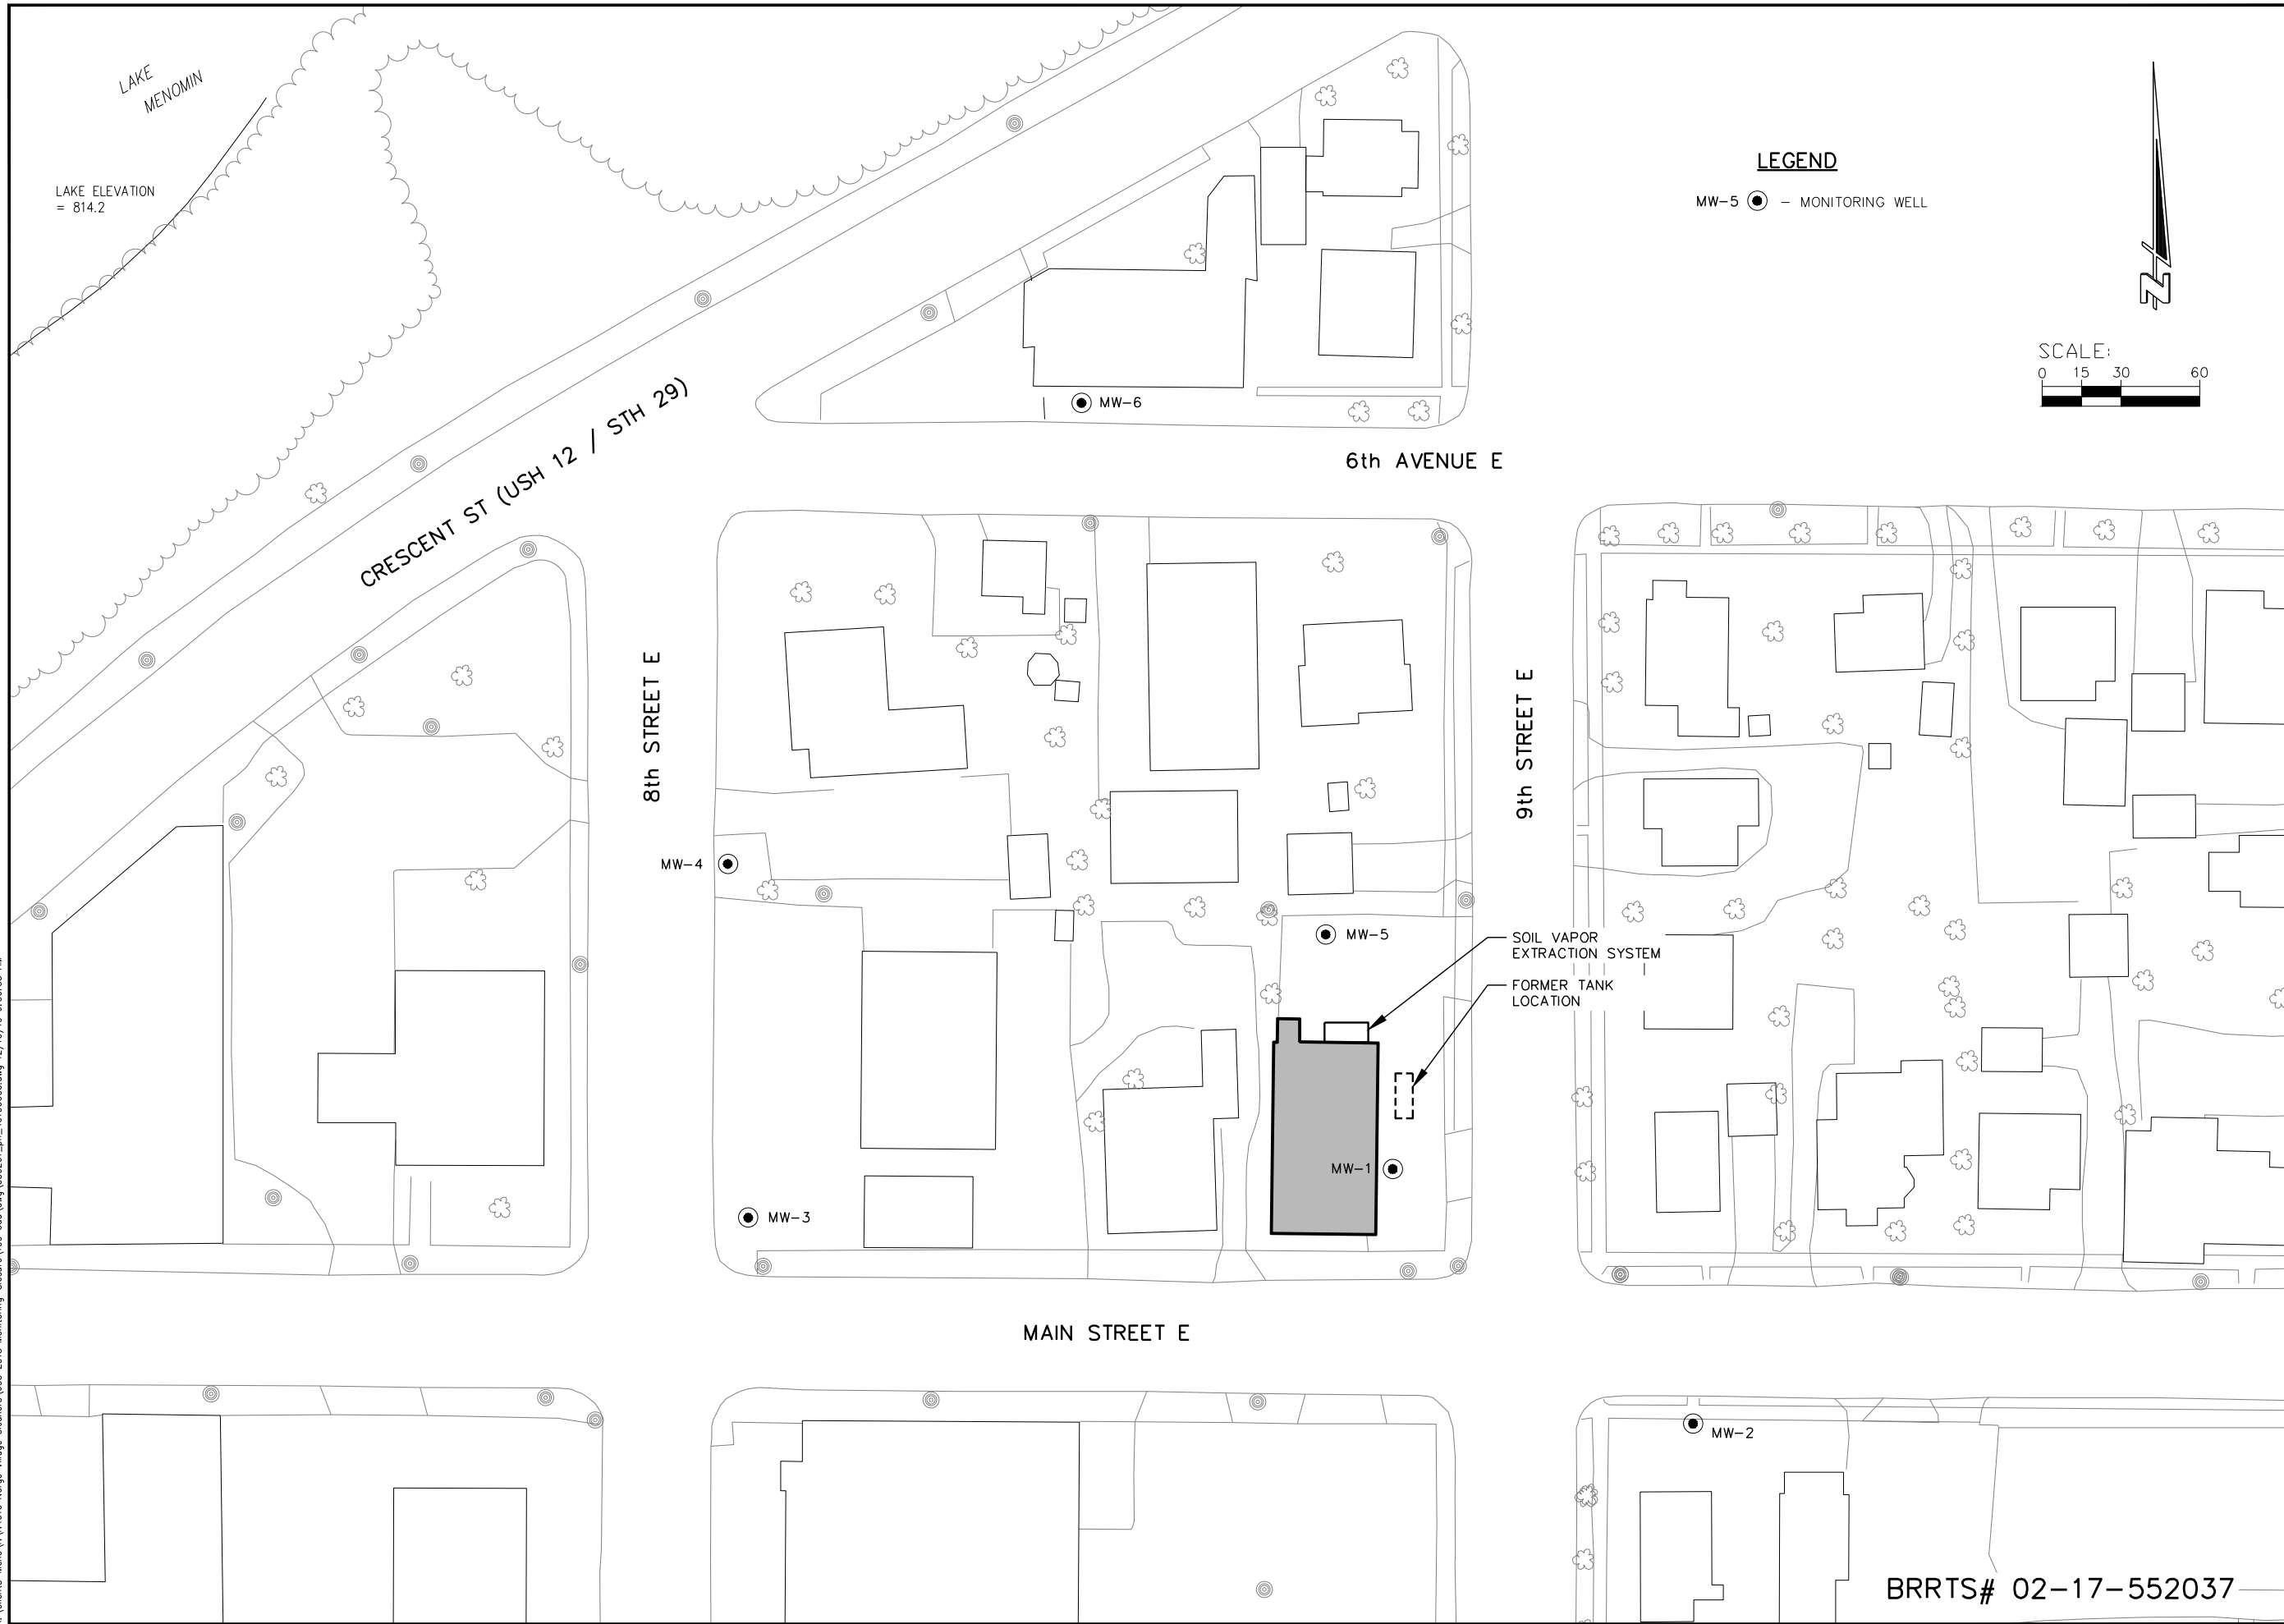 LAKE
MENOMIN
LAKE ELEVATION
= 814.2
LEGEND
MW-5 – MONITORING WELL
N
SCALE:
0 15 30 60
CRESCENT ST (USH 12 / STH 29)
MW-6
6th AVENUE E
8th STREET E
9th STREET E
MW-4
MW-5
SOIL VAPOR
EXTRACTION SYSTEM
FORMER TANK
LOCATION
MW-1
MW-3
MAIN STREET E
MW-2
BRRTS# 02-17-552037